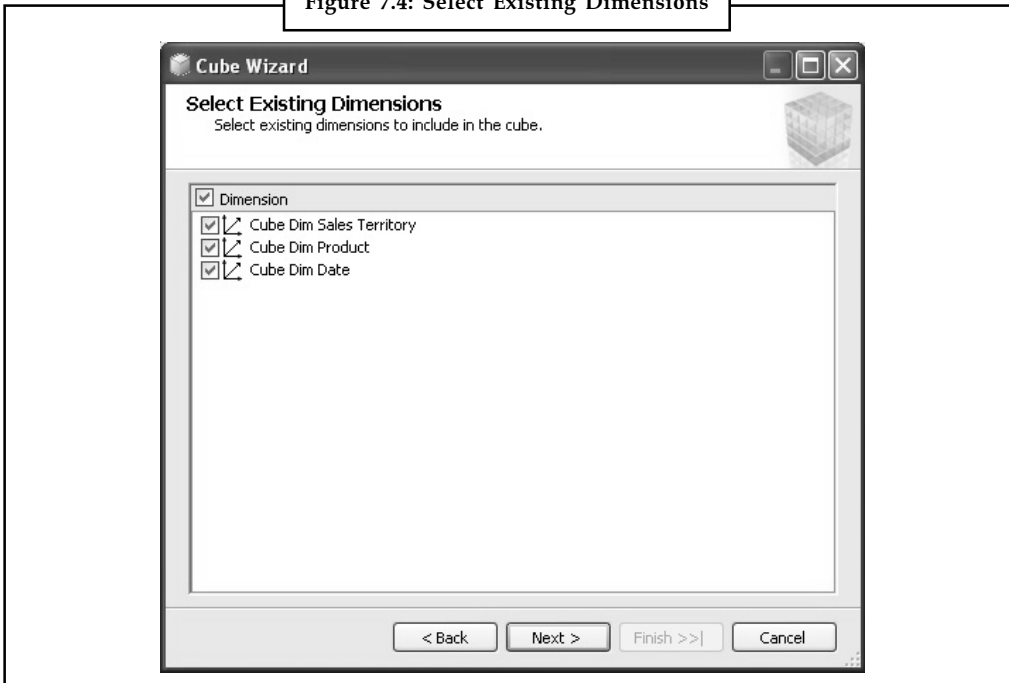 Figure 7.4: Select Existing Dimensions
Cube Wizard
Select Existing Dimensions
Select existing dimensions to include in the cube.
Dimension
Cube Dim Sales Territory
Cube Dim Product
Cube Dim Date
< Back Next > Finish >>| Cancel